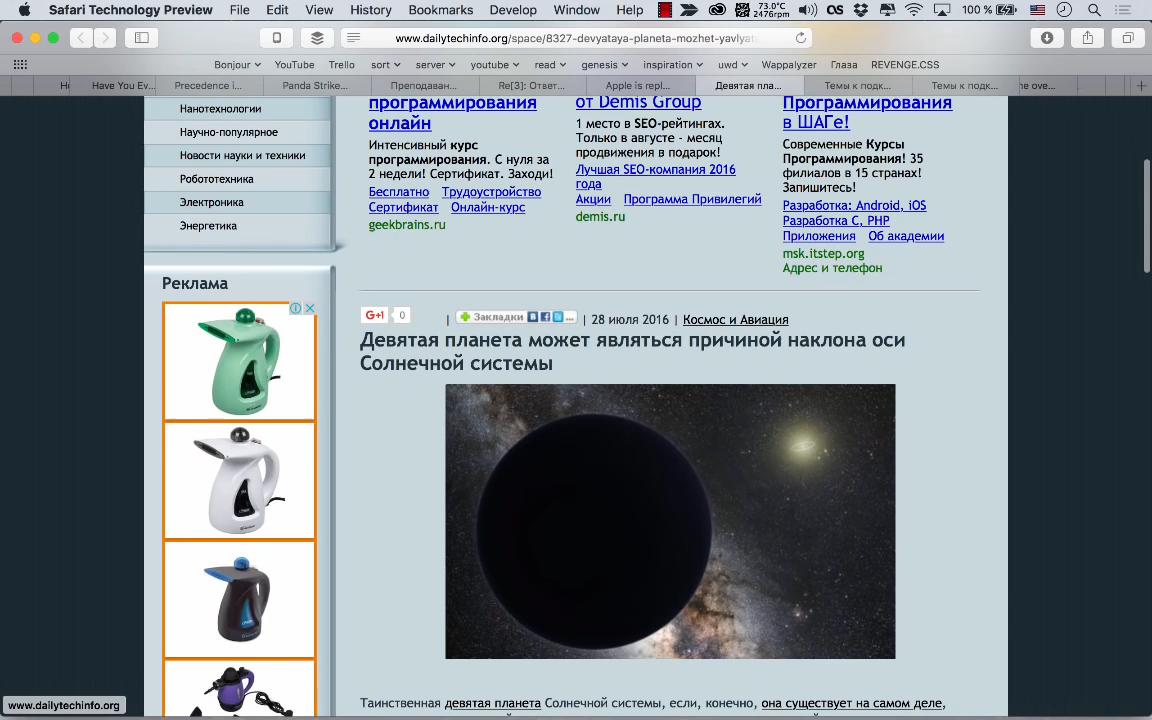 Safari Technology Preview File Edit View History Bookmarks Develop Window Help 73.0°C 2476rpm 100 %
www.dailytechinfo.org/space/8327-devyataya-planeta-mozhet-yavlyat
Bonjour YouTube Trello sort server youtube read genesis inspiration uwd Wappalyzer Глаза REVENGE.CSS
Have You Ev... Precedence i... Panda Strike... Преподаван... Re[3]: Ответ... Apple is repl... Девятая пла... Темы к подк... Темы к подк...
Нанотехнологии
Научно-популярное
Новости науки и техники
Робототехника
Электроника
Энергетика
Реклама
программирования
онлайн
Интенсивный курс
программирования. С нуля за
2 недели! Сертификат. Заходи!
Бесплатно Трудоустройство
Сертификат Онлайн-курс
geekbrains.ru
от Demis Group
1 место в SEO-рейтингах.
Только в августе - месяц
продвижения в подарок!
Лучшая SEO-компания 2016
года
Акции Программа Привилегий
demis.ru
Программирования
в ШАГе!
Современные Курсы
Программирования! 35
филиалов в 15 странах!
Запишитесь!
Разработка: Android, iOS
Разработка C, PHP
Приложения Об академии
msk.itstep.org
Адрес и телефон
G+1 0 | Закладки ... | 28 июля 2016 | Космос и Авиация
Девятая планета может являться причиной наклона оси
Солнечной системы
Таинственная девятая планета Солнечной системы, если, конечно, она существует на самом деле,
www.dailytechinfo.org